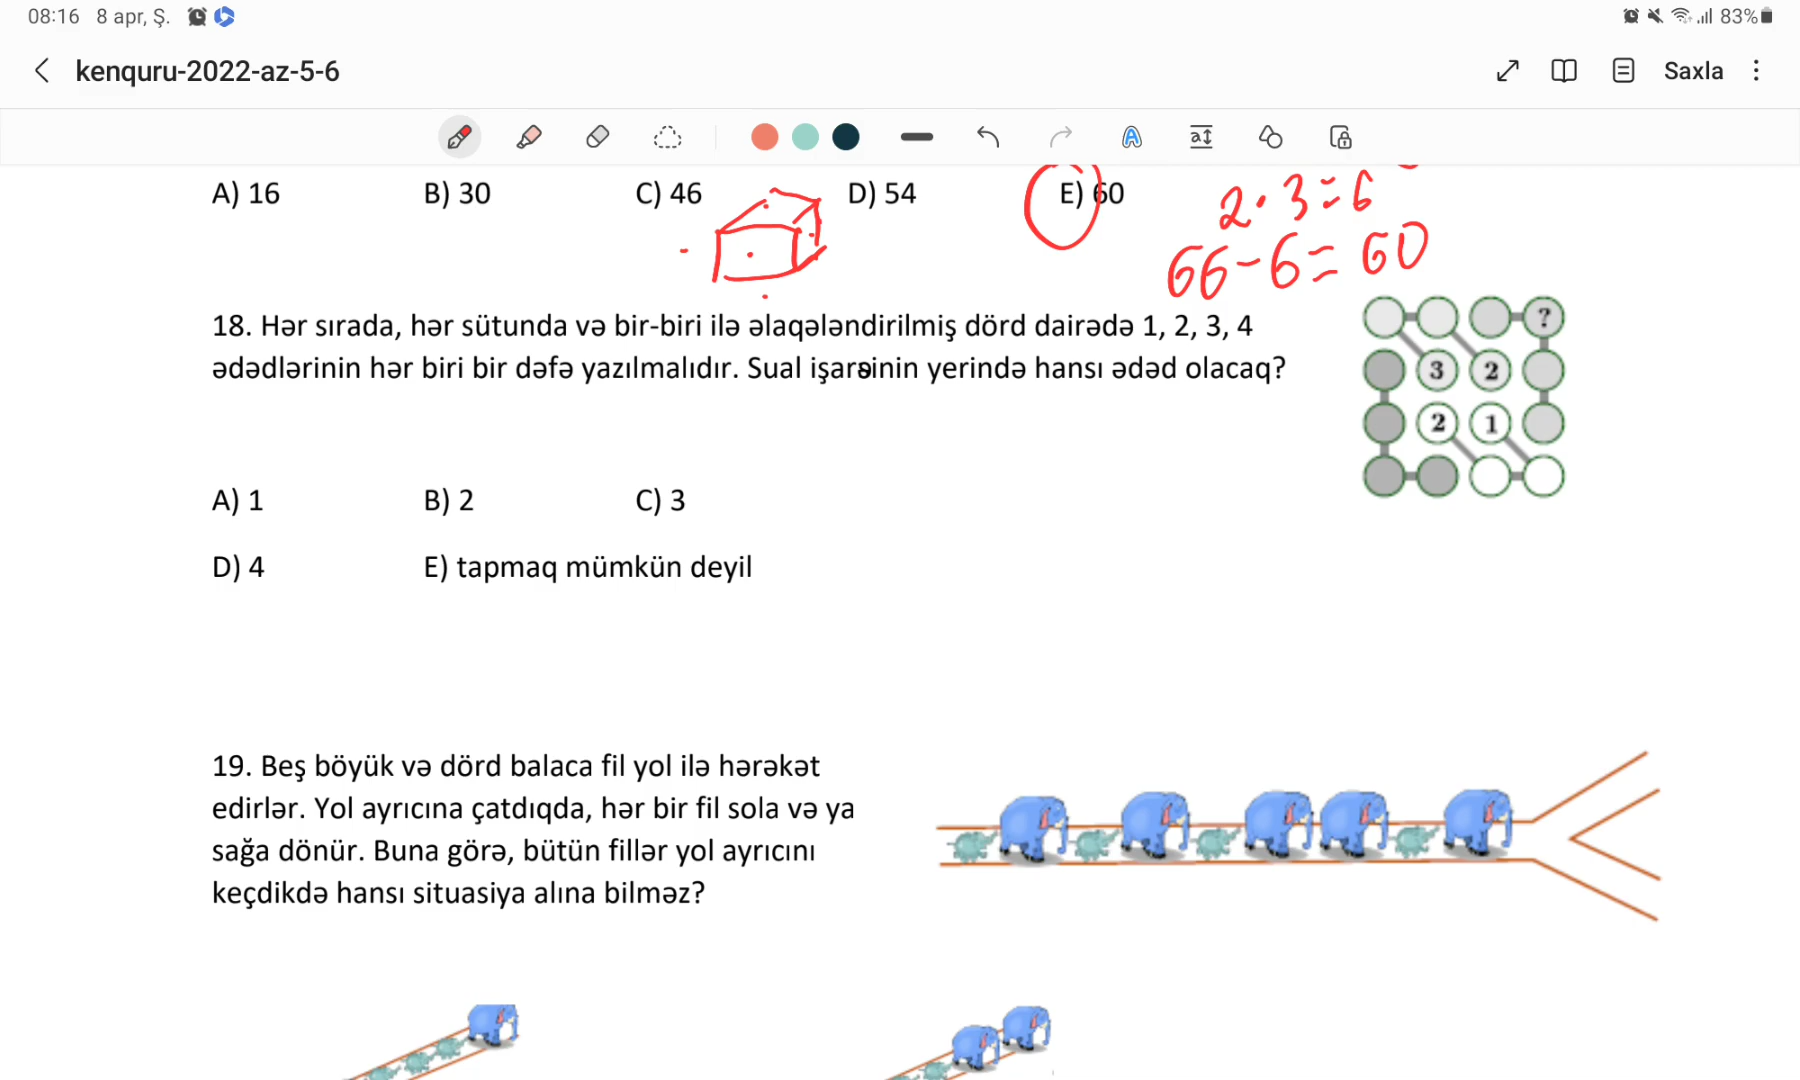 08:16 8 apr, Ş. 83%
kenquru-2022-az-5-6 Saxla
A) 16 B) 30 C) 46 D) 54 E) 60
2 · 3 = 6
66 - 6 = 60
18. Hər sırada, hər sütunda və bir-biri ilə əlaqələndirilmiş dörd dairədə 1, 2, 3, 4
ədədlərinin hər biri bir dəfə yazılmalıdır. Sual işarəsinin yerində hansı ədəd olacaq?
?
3 2
2 1
A) 1 B) 2 C) 3
D) 4 E) tapmaq mümkün deyil
19. Beş böyük və dörd balaca fil yol ilə hərəkət
edirlər. Yol ayrıcına çatdıqda, hər bir fil sola və ya
sağa dönür. Buna görə, bütün fillər yol ayrıcını
keçdikdə hansı situasiya alına bilməz?